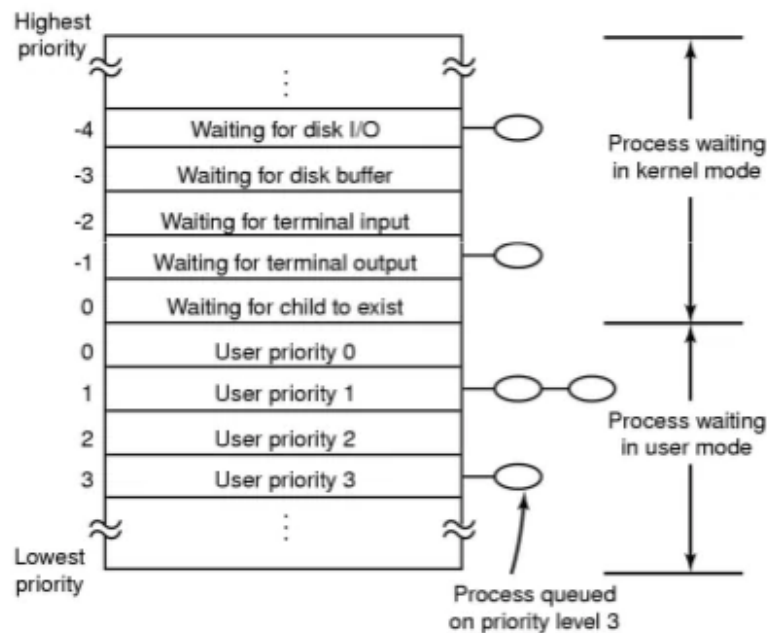 Highest
priority
⋮
-4 Waiting for disk I/O
-3 Waiting for disk buffer
-2 Waiting for terminal input
-1 Waiting for terminal output
0 Waiting for child to exist
0 User priority 0
1 User priority 1
2 User priority 2
3 User priority 3
⋮
Lowest
priority
Process waiting
in kernel mode
Process waiting
in user mode
Process queued
on priority level 3